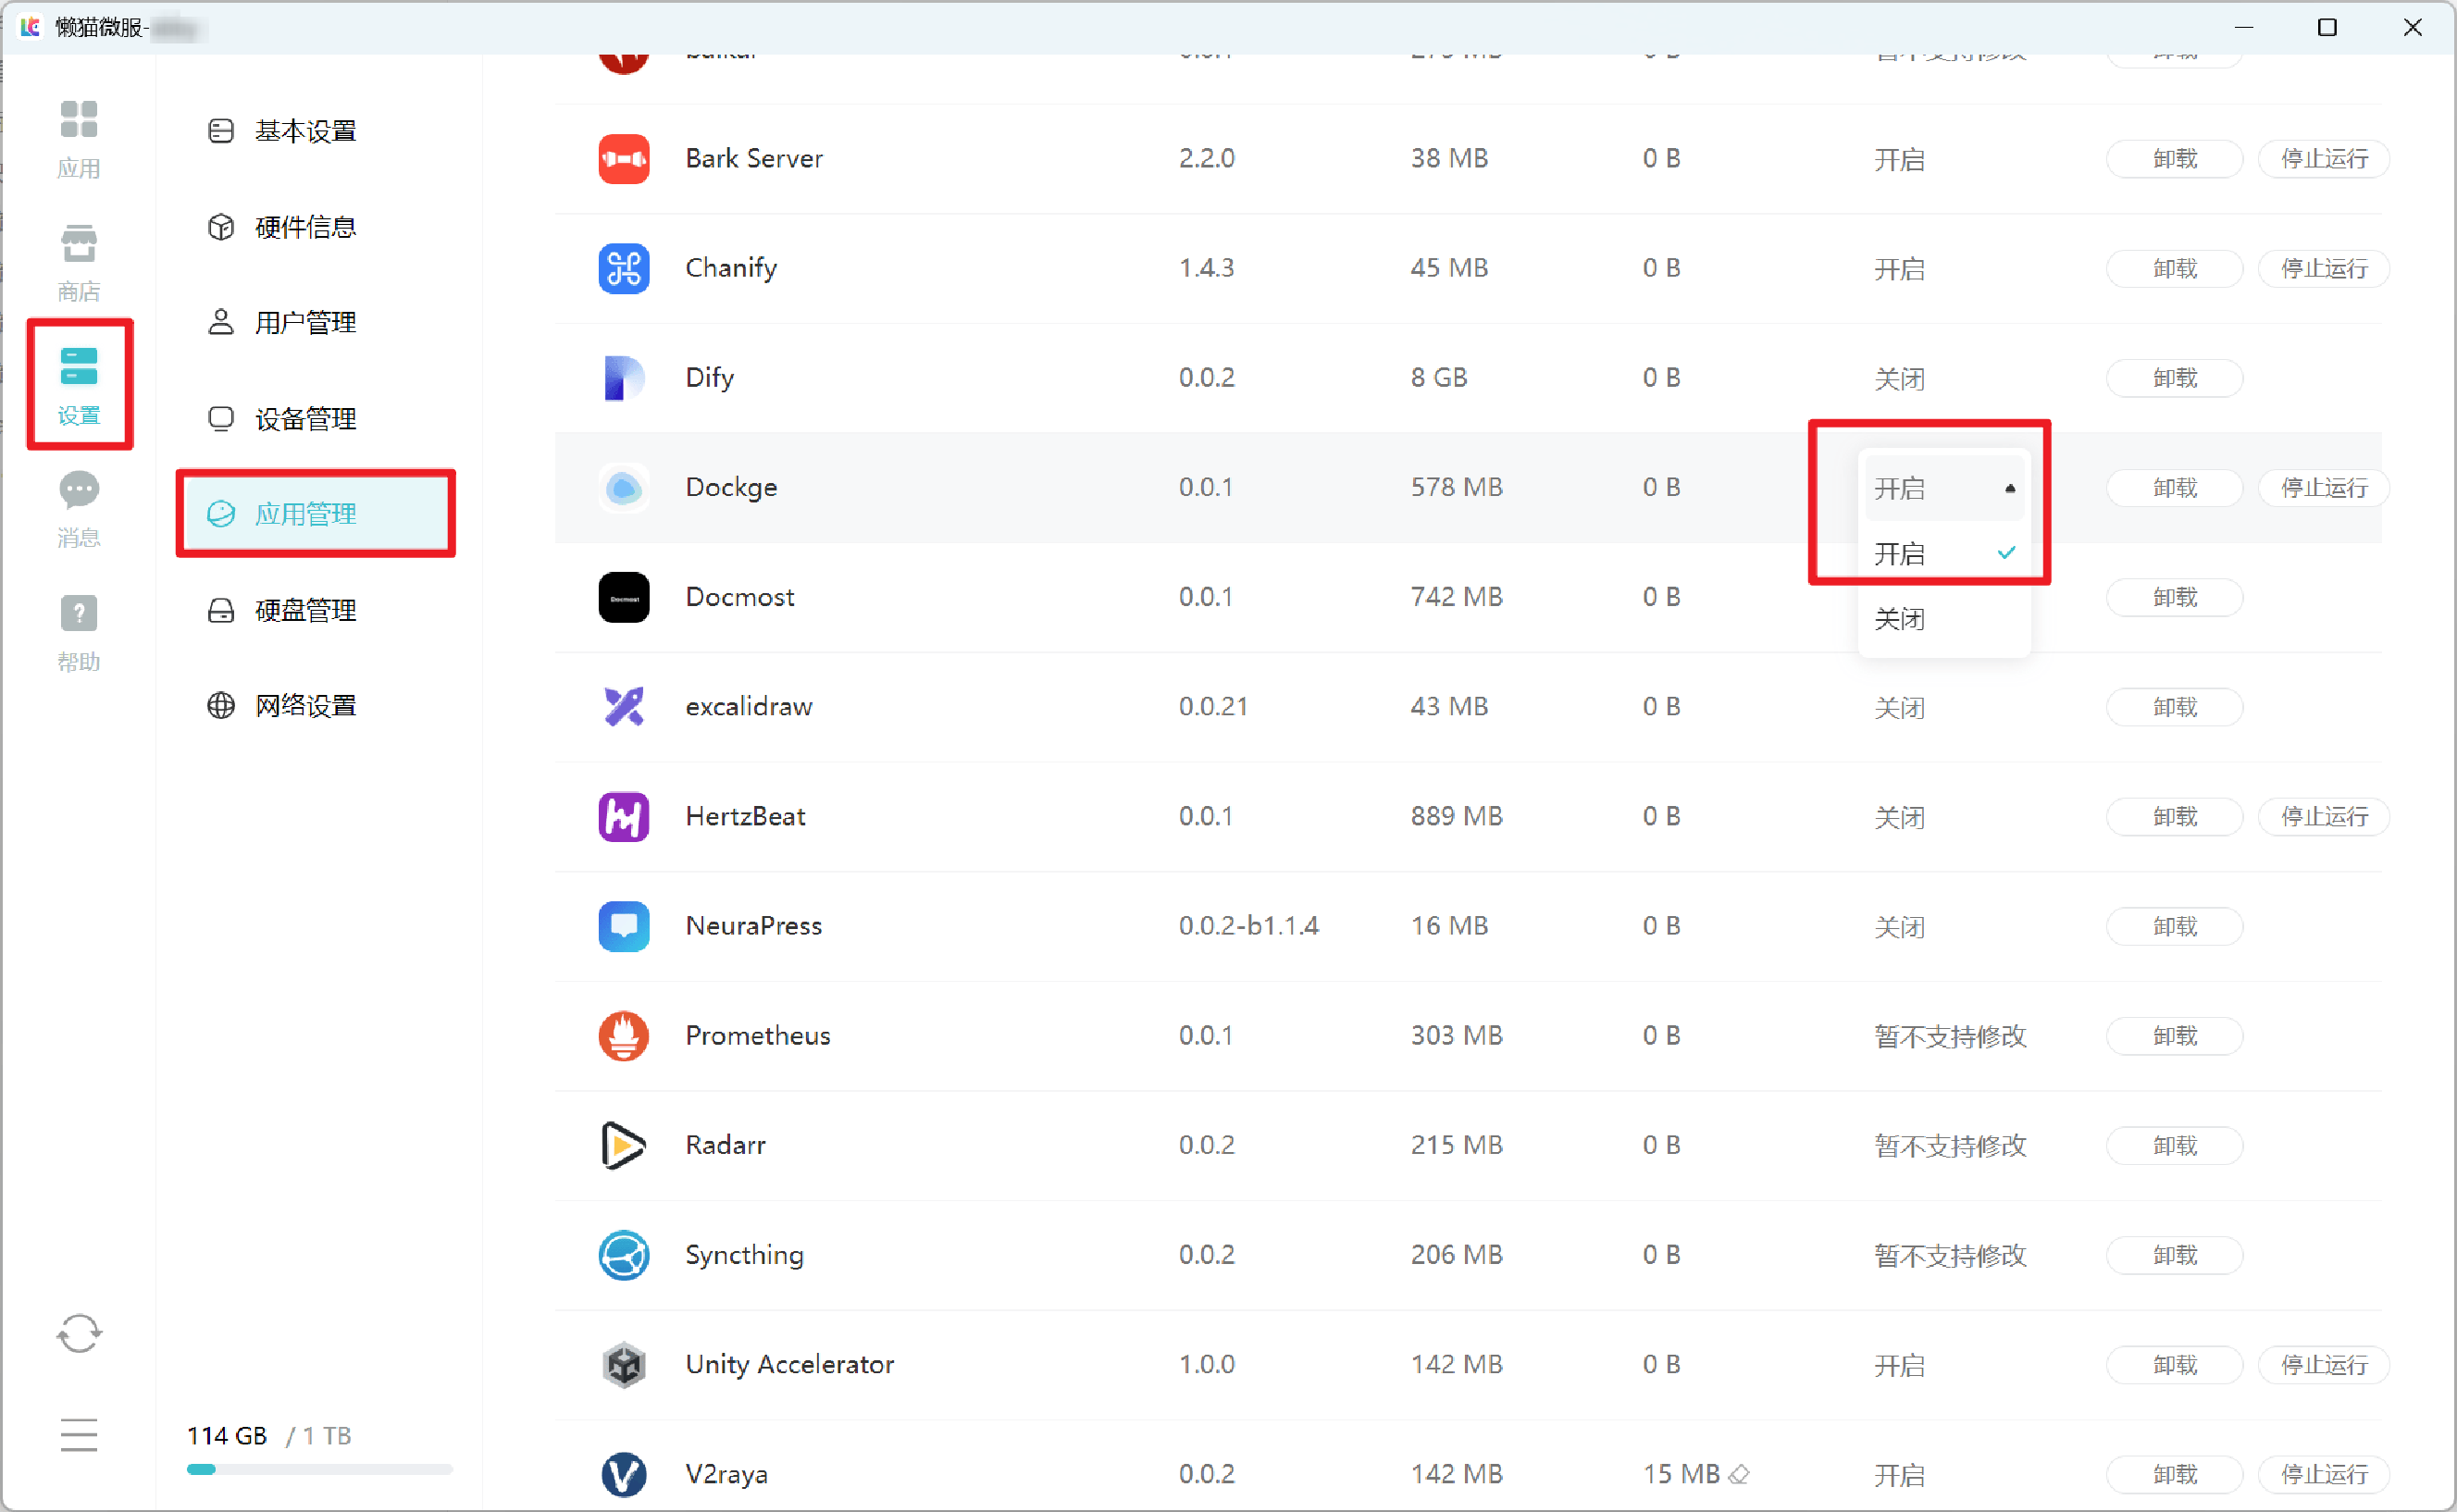 懒猫微服-
应用
商店
设置
消息
帮助
基本设置
硬件信息
用户管理
设备管理
应用管理
硬盘管理
网络设置
114 GB / 1 TB
Bark Server 2.2.0 38 MB 0 B 开启 卸载 停止运行
Chanify 1.4.3 45 MB 0 B 开启 卸载 停止运行
Dify 0.0.2 8 GB 0 B 关闭 卸载
Dockge 0.0.1 578 MB 0 B 开启 卸载 停止运行
开启
Docmost Docmost 0.0.1 742 MB 0 B 卸载
关闭
excalidraw 0.0.21 43 MB 0 B 关闭 卸载
HertzBeat 0.0.1 889 MB 0 B 关闭 卸载 停止运行
NeuraPress 0.0.2-b1.1.4 16 MB 0 B 关闭 卸载
Prometheus 0.0.1 303 MB 0 B 暂不支持修改 卸载
Radarr 0.0.2 215 MB 0 B 暂不支持修改 卸载
Syncthing 0.0.2 206 MB 0 B 暂不支持修改 卸载
Unity Accelerator 1.0.0 142 MB 0 B 开启 卸载 停止运行
V2raya 0.0.2 142 MB 15 MB 开启 卸载 停止运行